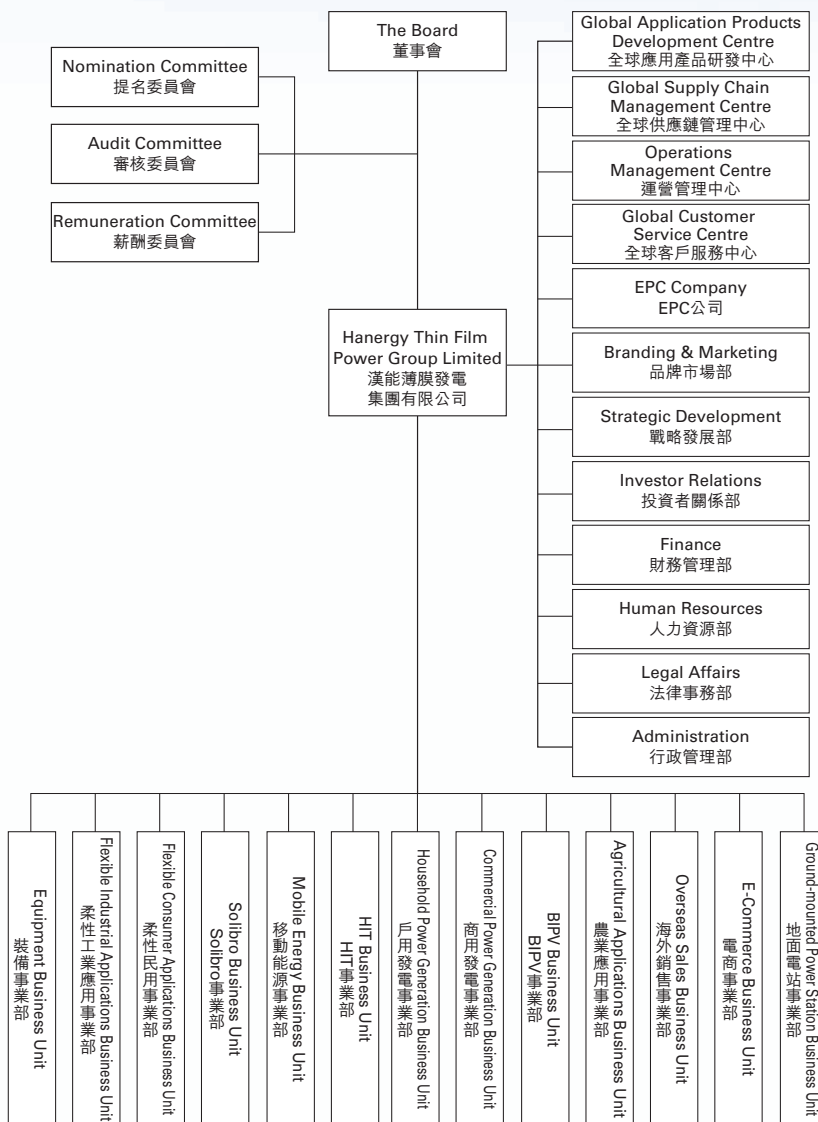 The Board
董事會
Nomination Committee
提名委員會
Audit Committee
審核委員會
Remuneration Committee
薪酬委員會
Hanergy Thin Film
Power Group Limited
漢能薄膜發電
集團有限公司
Global Application Products
Development Centre
全球應用產品研發中心
Global Supply Chain
Management Centre
全球供應鏈管理中心
Operations
Management Centre
運營管理中心
Global Customer
Service Centre
全球客戶服務中心
EPC Company
EPC公司
Branding & Marketing
品牌市場部
Strategic Development
戰略發展部
Investor Relations
投資者關係部
Finance
財務管理部
Human Resources
人力資源部
Legal Affairs
法律事務部
Administration
行政管理部
Equipment Business Unit
裝備事業部
Flexible Industrial Applications Business Unit
柔性工業應用事業部
Flexible Consumer Applications Business Unit
柔性民用事業部
Solibro Business Unit
Solibro事業部
Mobile Energy Business Unit
移動能源事業部
HIT Business Unit
HIT事業部
Household Power Generation Business Unit
戶用發電事業部
Commercial Power Generation Business Unit
商用發電事業部
BIPV Business Unit
BIPV事業部
Agricultural Applications Business Unit
農業應用事業部
Overseas Sales Business Unit
海外銷售事業部
E-Commerce Business Unit
電商事業部
Ground-mounted Power Station Business Unit
地面電站事業部